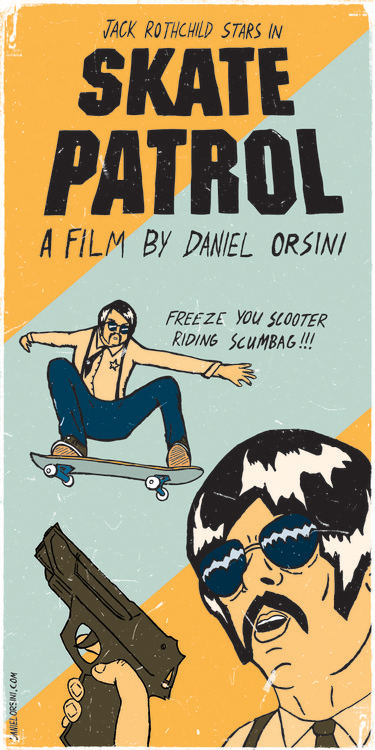 JACK ROTHCHILD STARS IN
SKATE
PATROL
A FILM BY DANIEL ORSINI
FREEZE YOU SCOOTER
RIDING SCUMBAG!!!
DANIELORSINI.COM